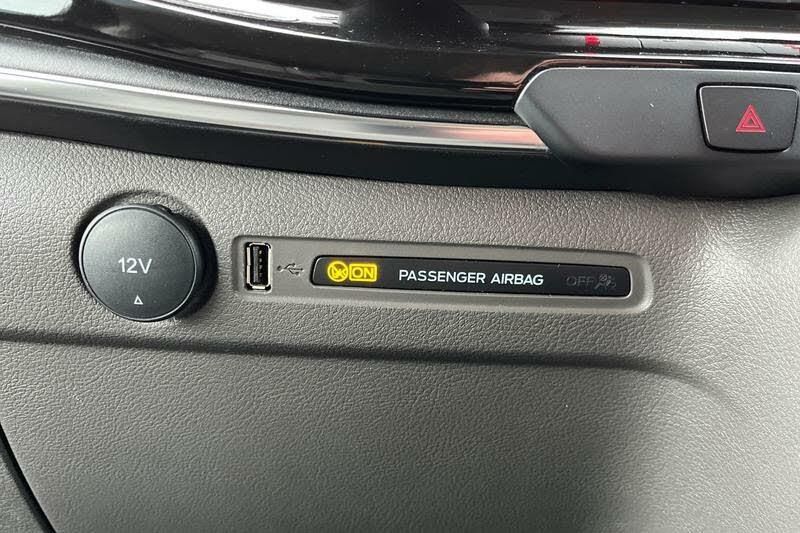 12V
ON PASSENGER AIRBAG OFF